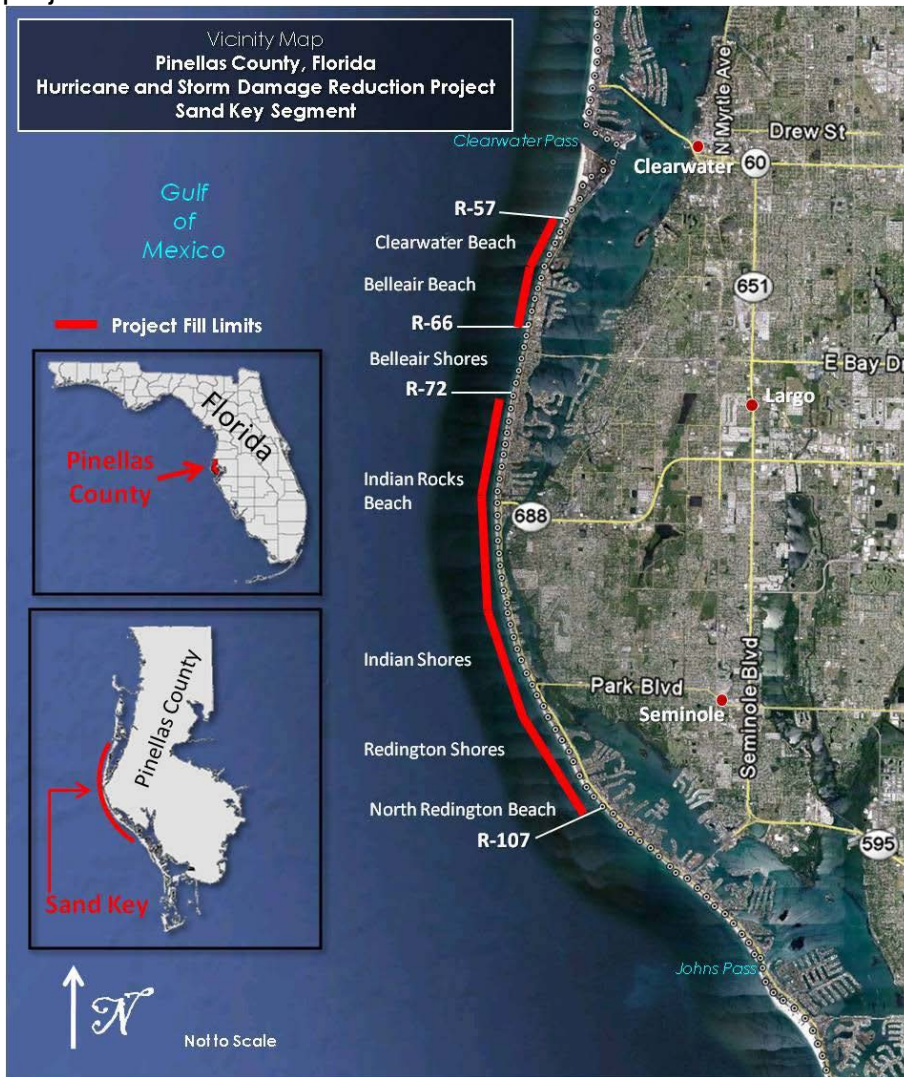 Vicinity Map
Pinellas County, Florida
Hurricane and Storm Damage Reduction Project
Sand Key Segment
Clearwater Pass
N Myrtle Ave
Drew St
Clearwater
60
Gulf
of
Mexico
R-57
Clearwater Beach
Belleair Beach
651
Project Fill Limits
R-66
Belleair Shores
E Bay Dr
R-72
Largo
Florida
Pinellas
County
Indian Rocks
Beach
688
Indian Shores
Park Blvd
Seminole
Seminole Blvd
Pinellas County
Redington Shores
North Redington Beach
R-107
595
Sand Key
Johns Pass
N
Not to Scale